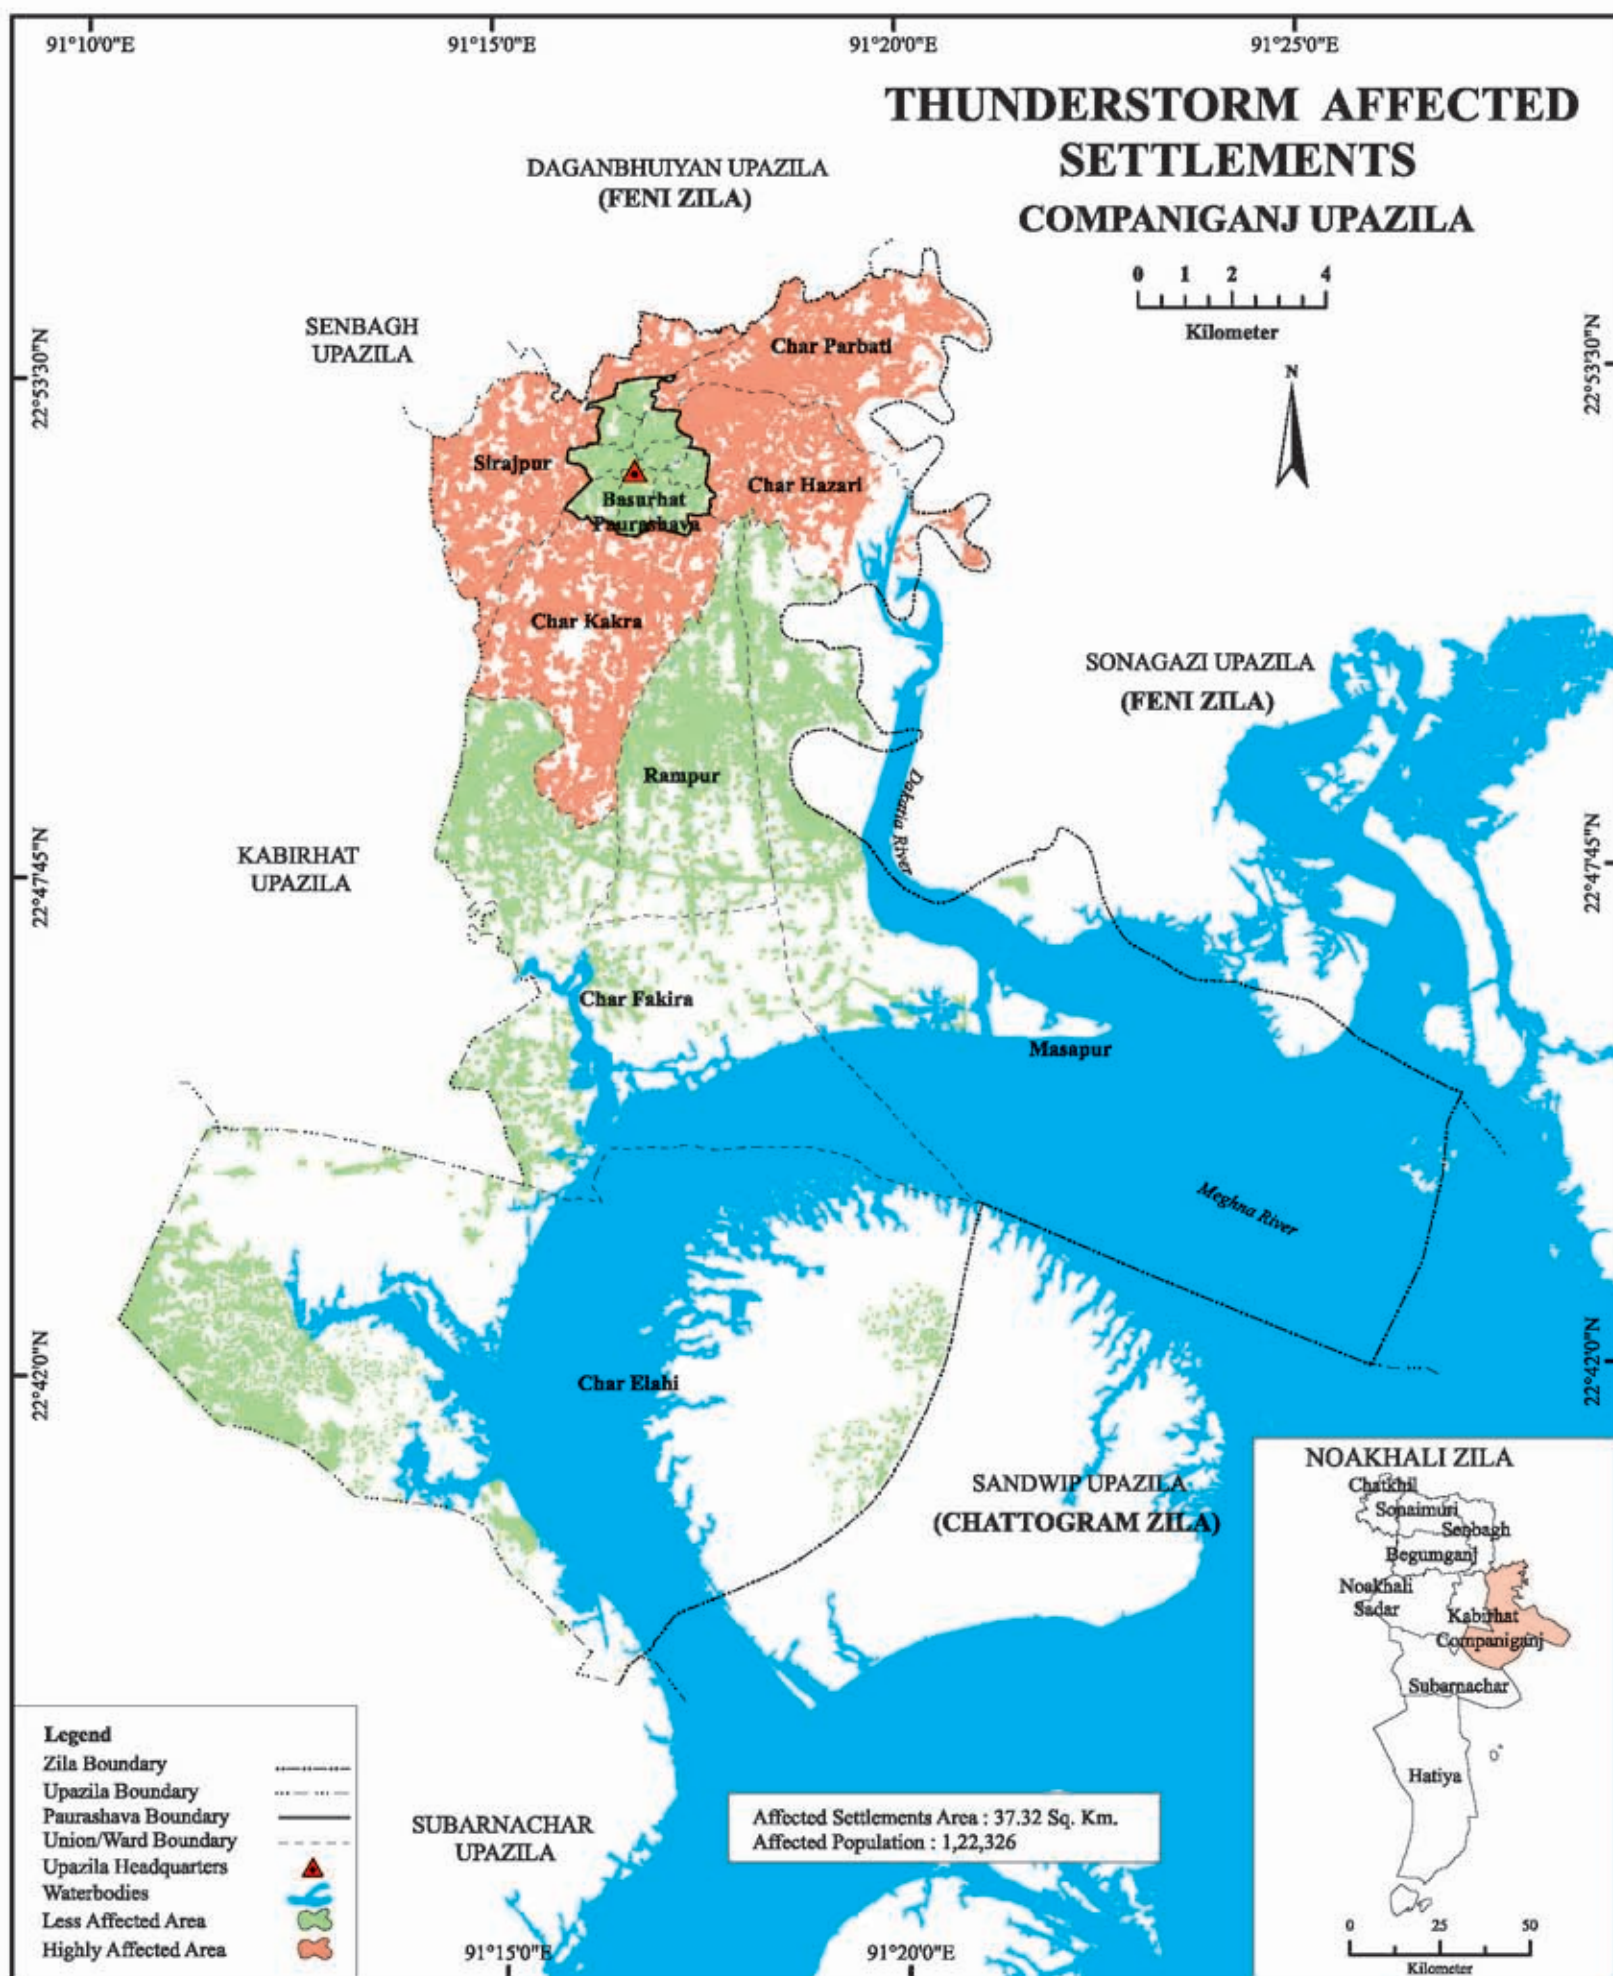 91°10'0"E
91°15'0"E
91°20'0"E
91°25'0"E
THUNDERSTORM AFFECTED
SETTLEMENTS
COMPANIGANJ UPAZILA
0 1 2 4
Kilometer
N
DAGANBHUIYAN UPAZILA
(FENI ZILA)
SENBAGH
UPAZILA
22°53'30"N
22°53'30"N
Char Parbati
Sirajpur
Char Hazari
Basurhat
Paurashava
Char Kakra
SONAGAZI UPAZILA
(FENI ZILA)
Rampur
Dakatia River
KABIRHAT
UPAZILA
22°47'45"N
22°47'45"N
Char Fakira
Masapur
Meghna River
Char Elahi
22°42'0"N
22°42'0"N
SANDWIP UPAZILA
(CHATTOGRAM ZILA)
NOAKHALI ZILA
Chatkhil
Sonaimuri
Senbagh
Begumganj
Noakhali
Sadar
Kabirhat
Companiganj
Subarnachar
Hatiya
0 25 50
Kilometer
Legend
Zila Boundary
Upazila Boundary
Paurashava Boundary
Union/Ward Boundary
Upazila Headquarters
Waterbodies
Less Affected Area
Highly Affected Area
SUBARNACHAR
UPAZILA
Affected Settlements Area : 37.32 Sq. Km.
Affected Population : 1,22,326
91°15'0"E
91°20'0"E